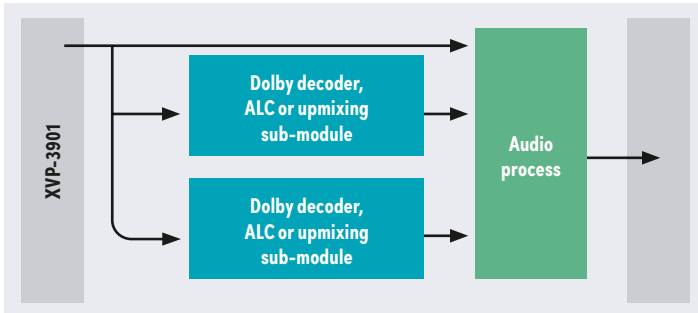 XVP-3901
Dolby decoder,
ALC or upmixing
sub-module
Dolby decoder,
ALC or upmixing
sub-module
Audio
process